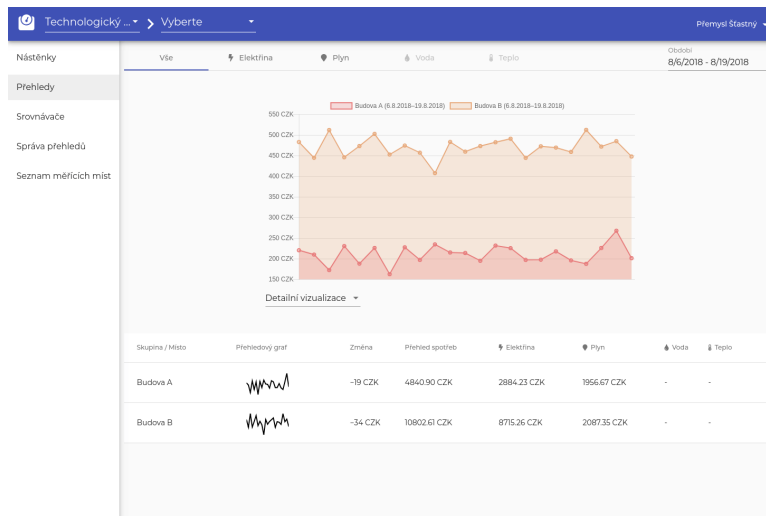 Technologický ... Vyberte Přemysl Šťastný
Nástěnky
Přehledy
Srovnávače
Správa přehledů
Seznam měřících míst
Vše Elektřina Plyn Voda Teplo
Období
8/6/2018 - 8/19/2018
Budova A (6.8.2018–19.8.2018) Budova B (6.8.2018–19.8.2018)
550 CZK
500 CZK
450 CZK
400 CZK
350 CZK
300 CZK
250 CZK
200 CZK
150 CZK
Detailní vizualizace
Skupina / Místo Přehledový graf Změna Přehled spotřeb Elektřina Plyn Voda Teplo
Budova A −19 CZK 4840.90 CZK 2884.23 CZK 1956.67 CZK - -
Budova B −34 CZK 10802.61 CZK 8715.26 CZK 2087.35 CZK - -